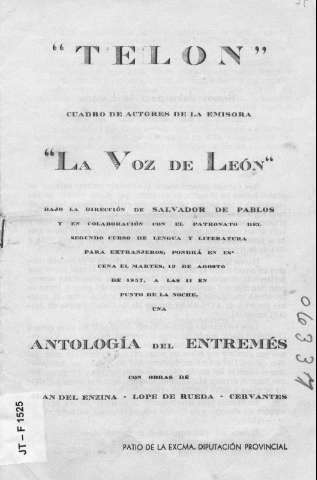 "TELON"
CUADRO DE ACTORES DE LA EMISORA
"LA VOZ DE LEÓN"
BAJO LA DIRECCIÓN DE SALVADOR DE PABLOS
Y EN COLABORACIÓN CON EL PATRONATO DEL
SEGUNDO CURSO DE LENGUA Y LITERATURA
PARA EXTRANJEROS; PONDRÁ EN ES"
CENA EL MARTES, DE AGOSTO
DE 1957, A LAS 11 EN
PUNTO DE LA NOCHE,
UNA
ANTOLOGÍA DEL ENTREMÉS
CON OBRAS DE
AN DEL ENZINA · LOPE DE RUEDA · CERVANTES
PATIO DE LA EXCMA. DIPUTACIÓN PROVINCIAL
JT-F 1525